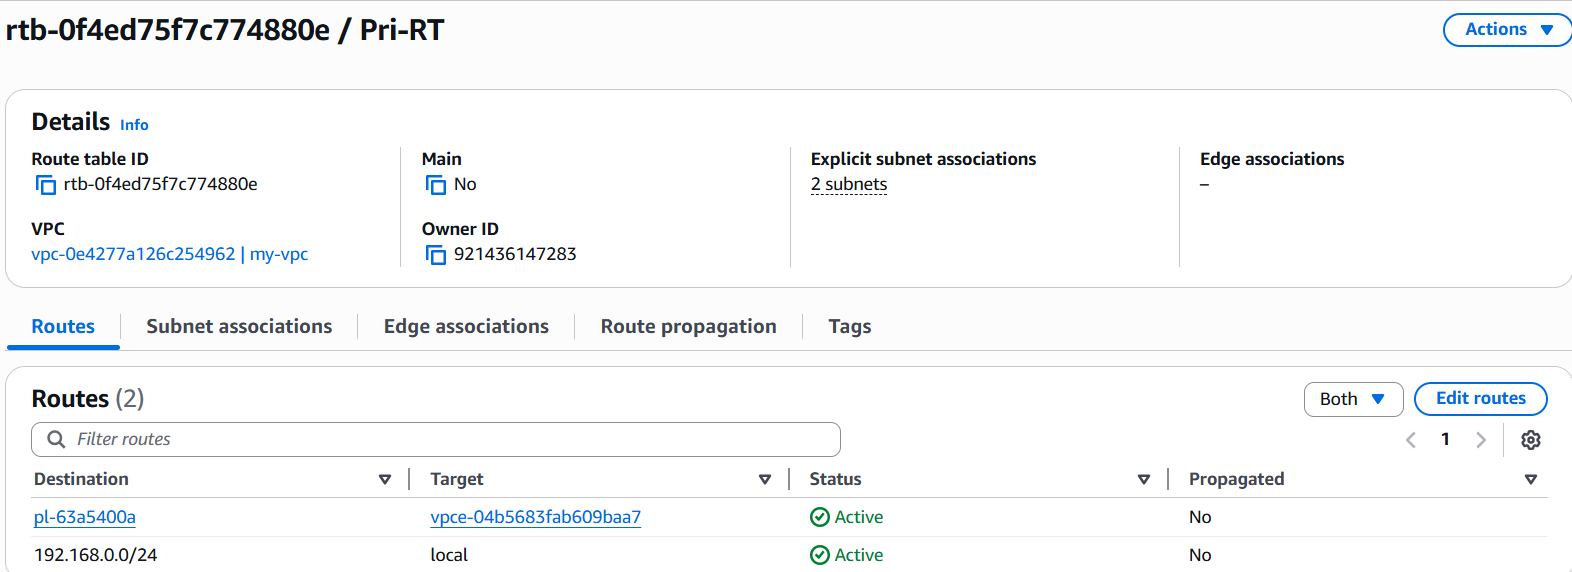 rtb-0f4ed75f7c774880e / Pri-RT
Actions
Details Info
Route table ID
rtb-0f4ed75f7c774880e
Main
No
Explicit subnet associations
2 subnets
Edge associations
–
VPC
vpc-0e4277a126c254962 | my-vpc
Owner ID
921436147283
Routes
Subnet associations
Edge associations
Route propagation
Tags
Routes (2)
Both
Edit routes
Filter routes
1
Destination Target Status Propagated
pl-63a5400a vpce-04b5683fab609baa7 Active No
192.168.0.0/24 local Active No